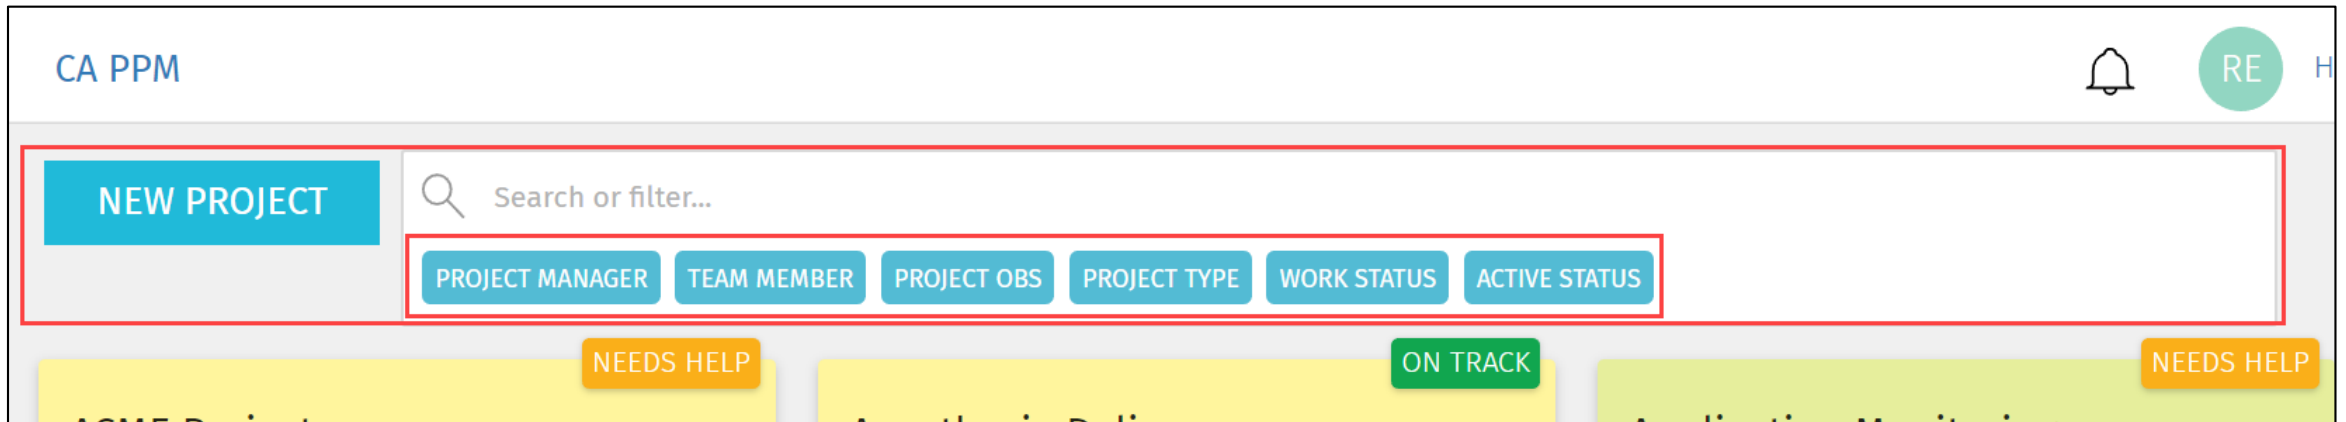 CA PPM
RE
H
NEW PROJECT
Search or filter...
PROJECT MANAGER TEAM MEMBER PROJECT OBS PROJECT TYPE WORK STATUS ACTIVE STATUS
NEEDS HELP ON TRACK NEEDS HELP